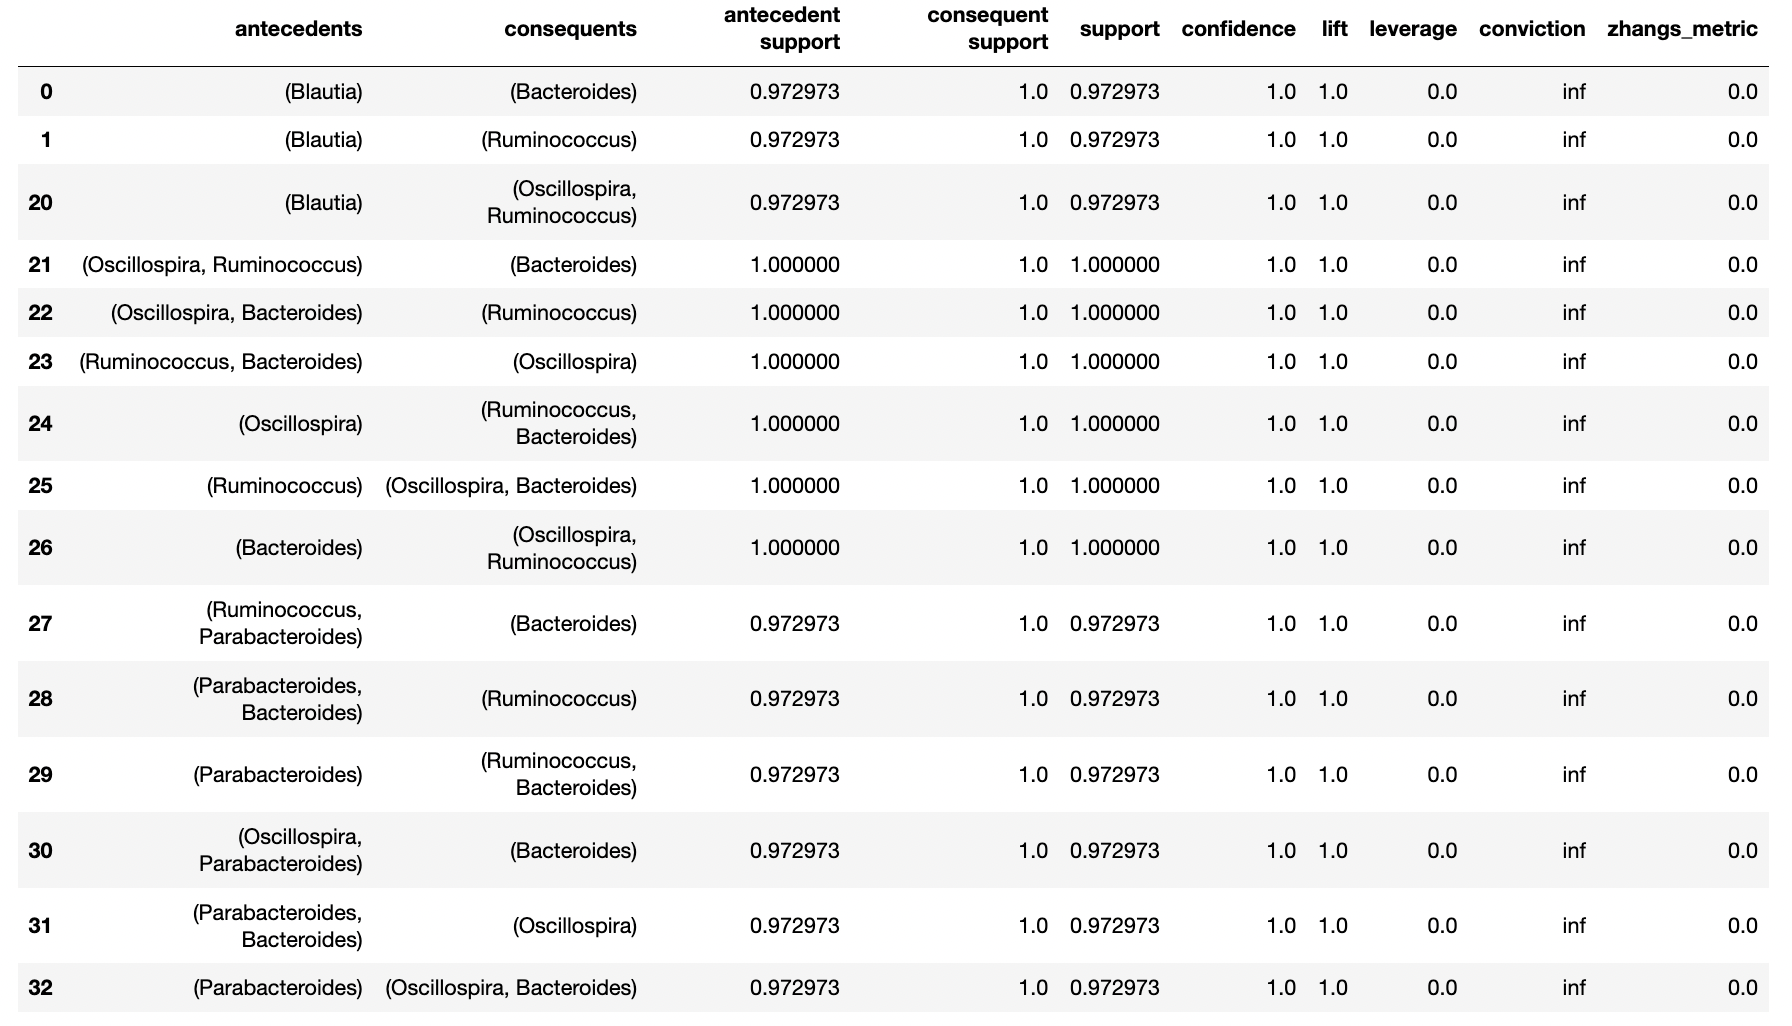 antecedents consequents antecedent support consequent support support confidence lift leverage conviction zhangs_metric
0 (Blautia) (Bacteroides) 0.972973 1.0 0.972973 1.0 1.0 0.0 inf 0.0
1 (Blautia) (Ruminococcus) 0.972973 1.0 0.972973 1.0 1.0 0.0 inf 0.0
20 (Blautia) (Oscillospira, Ruminococcus) 0.972973 1.0 0.972973 1.0 1.0 0.0 inf 0.0
21 (Oscillospira, Ruminococcus) (Bacteroides) 1.000000 1.0 1.000000 1.0 1.0 0.0 inf 0.0
22 (Oscillospira, Bacteroides) (Ruminococcus) 1.000000 1.0 1.000000 1.0 1.0 0.0 inf 0.0
23 (Ruminococcus, Bacteroides) (Oscillospira) 1.000000 1.0 1.000000 1.0 1.0 0.0 inf 0.0
24 (Oscillospira) (Ruminococcus, Bacteroides) 1.000000 1.0 1.000000 1.0 1.0 0.0 inf 0.0
25 (Ruminococcus) (Oscillospira, Bacteroides) 1.000000 1.0 1.000000 1.0 1.0 0.0 inf 0.0
26 (Bacteroides) (Oscillospira, Ruminococcus) 1.000000 1.0 1.000000 1.0 1.0 0.0 inf 0.0
27 (Ruminococcus, Parabacteroides) (Bacteroides) 0.972973 1.0 0.972973 1.0 1.0 0.0 inf 0.0
28 (Parabacteroides, Bacteroides) (Ruminococcus) 0.972973 1.0 0.972973 1.0 1.0 0.0 inf 0.0
29 (Parabacteroides) (Ruminococcus, Bacteroides) 0.972973 1.0 0.972973 1.0 1.0 0.0 inf 0.0
30 (Oscillospira, Parabacteroides) (Bacteroides) 0.972973 1.0 0.972973 1.0 1.0 0.0 inf 0.0
31 (Parabacteroides, Bacteroides) (Oscillospira) 0.972973 1.0 0.972973 1.0 1.0 0.0 inf 0.0
32 (Parabacteroides) (Oscillospira, Bacteroides) 0.972973 1.0 0.972973 1.0 1.0 0.0 inf 0.0